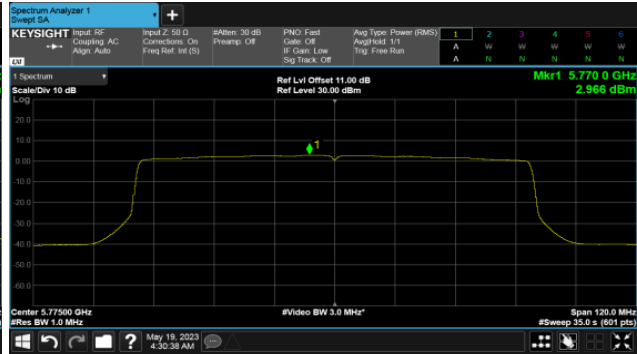 Spectrum Analyzer 1
Swept SA
+
KEYSIGHT Input: RF Input Z: 50 Ω #Atten: 30 dB PNO: Fast Avg Type: Power (RMS) 1 2 3 4 5 6
Coupling: AC Corrections: On Preamp: Off Gate: Off Avg|Hold: 1/1 A W W W W W
Align: Auto Freq Ref: Int (S) IF Gain: Low Trig: Free Run
Sig Track: Off A N N N N N
LXI
1 Spectrum Ref Lvl Offset 11.00 dB Mkr1 5.770 0 GHz
Scale/Div 10 dB Ref Level 30.00 dBm 2.966 dBm
Log
20.0
10.0
0.00
-10.0
-20.0
-30.0
-40.0
-50.0
-60.0
1
Center 5.77500 GHz #Video BW 3.0 MHz* Span 120.0 MHz
#Res BW 1.0 MHz #Sweep 35.0 s (601 pts)
? May 19, 2023
4:30:38 AM